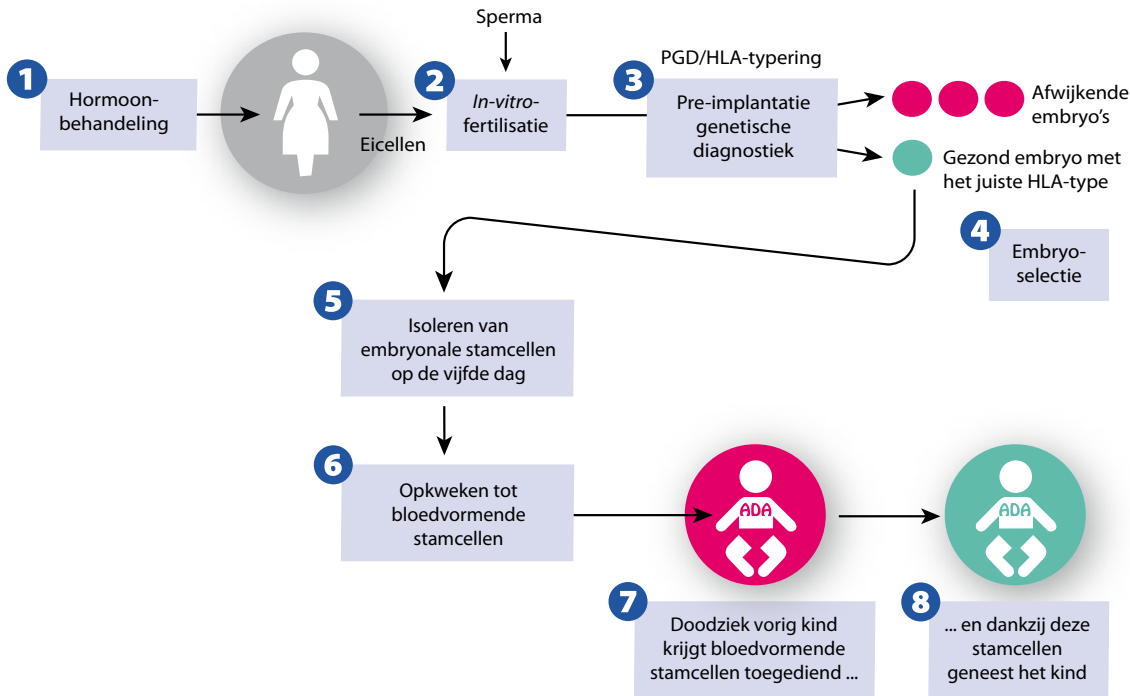 1
Hormoon-
behandeling
Eicellen
Sperma
2
In-vitro-
fertilisatie
PGD/HLA-typering
3
Pre-implantatie
genetische
diagnostiek
Afwijkende
embryo's
Gezond embryo met
het juiste HLA-type
4
Embryo-
selectie
5
Isoleren van
embryonale stamcellen
op de vijfde dag
6
Opkweken tot
bloedvormende
stamcellen
ADA
7
Doodziek vorig kind
krijgt bloedvormende
stamcellen toegediend ...
ADA
8
... en dankzij deze
stamcellen
geneest het kind